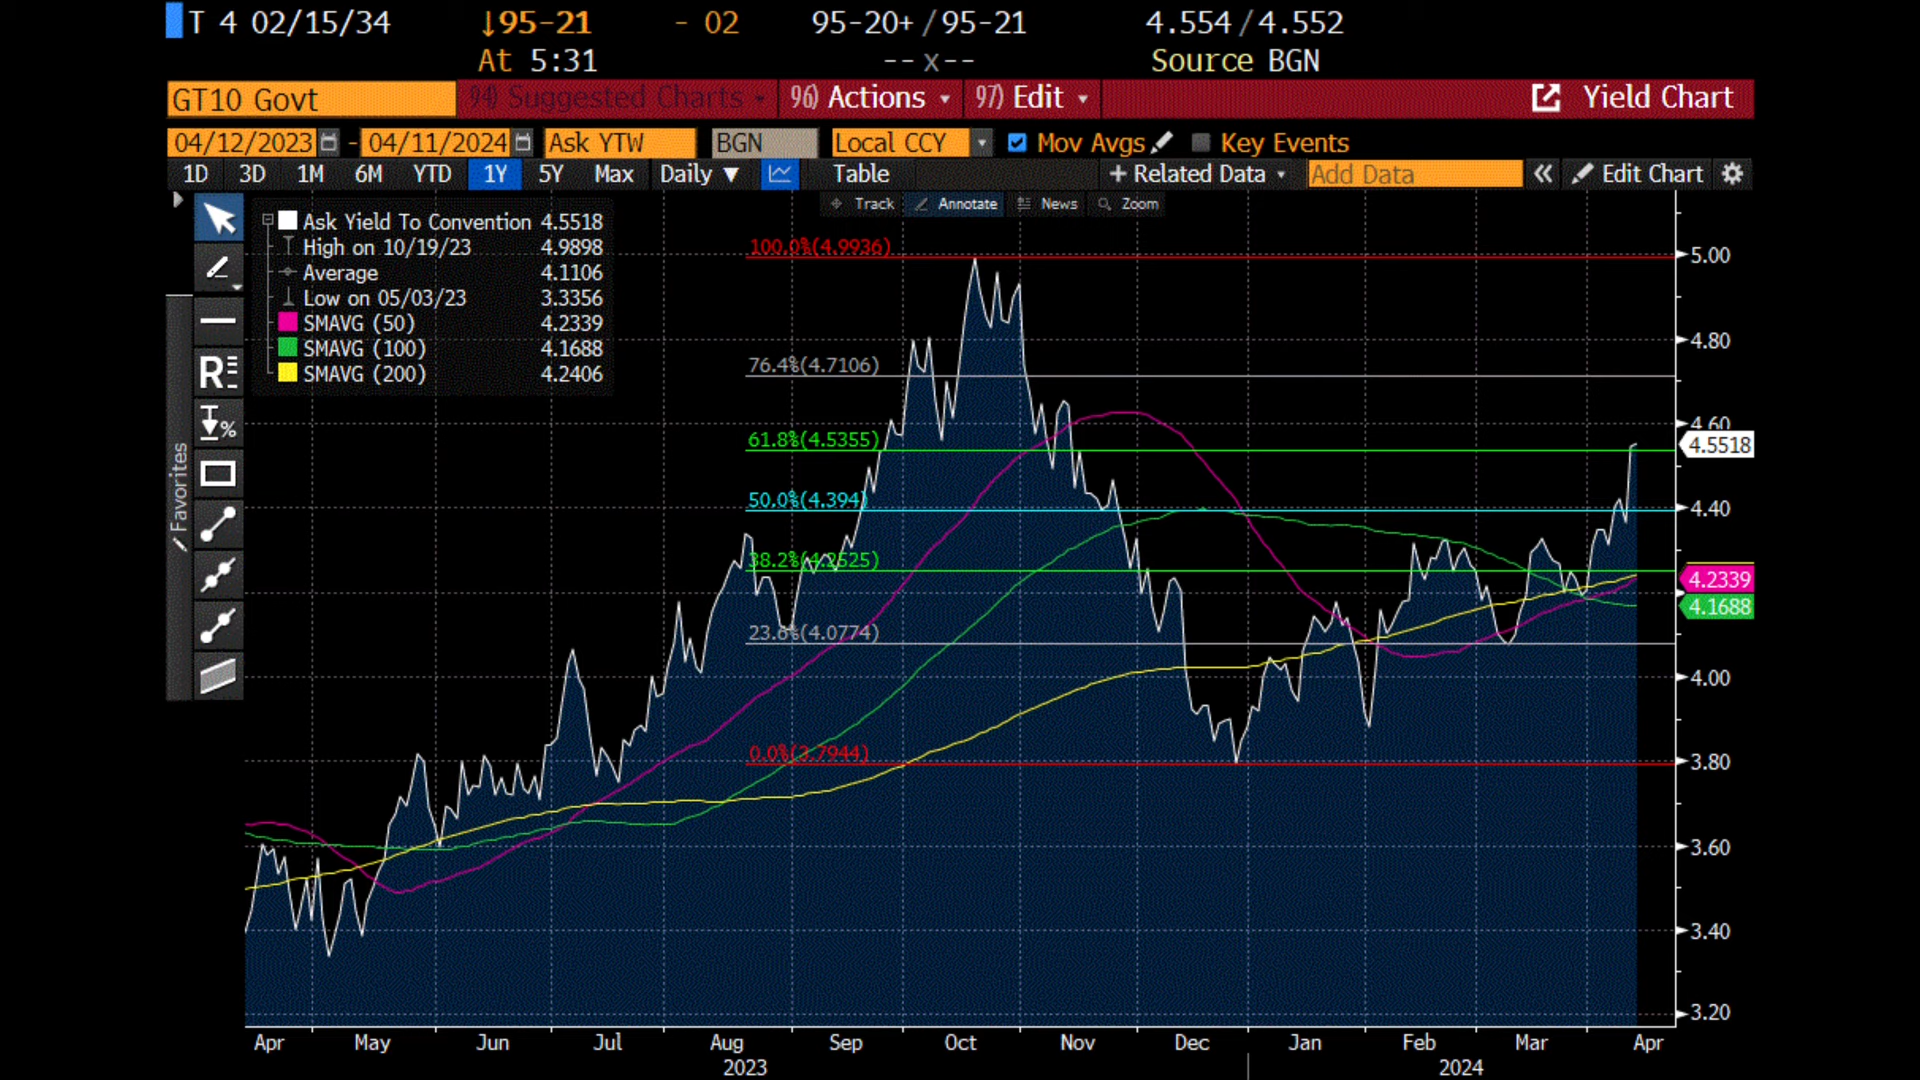 T 4 02/15/34 ↓95-21 - 02 95-20+/95-21 4.554/4.552
At 5:31 --x-- Source BGN
GT10 Govt 94) Suggested Charts 96) Actions 97) Edit Yield Chart
04/12/2023 - 04/11/2024 Ask YTW BGN Local CCY Mov Avgs Key Events
1D 3D 1M 6M YTD 1Y 5Y Max Daily ▼ Table + Related Data Add Data « Edit Chart
Track Annotate News Zoom
Ask Yield To Convention 4.5518
High on 10/19/23 4.9898
Average 4.1106
Low on 05/03/23 3.3356
SMAVG (50) 4.2339
SMAVG (100) 4.1688
SMAVG (200) 4.2406
R
%
Favorites
100.0%(4.9936)
76.4%(4.7106)
61.8%(4.5355)
50.0%(4.394)
38.2%(4.2525)
23.6%(4.0774)
0.0%(3.7944)
5.00
4.80
4.60
4.5518
4.40
4.2339
4.1688
4.00
3.80
3.60
3.40
3.20
Apr May Jun Jul Aug Sep Oct Nov Dec Jan Feb Mar Apr
2023 2024